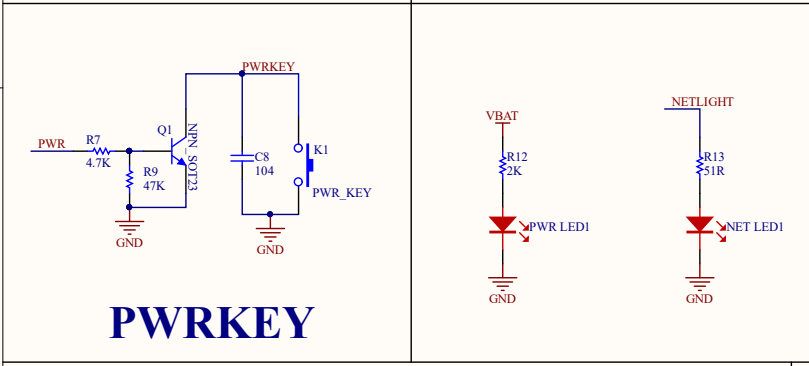 PWRKEY
PWR
R7
4.7K
Q1
NPN_SOT23
R9
47K
GND
C8
104
K1
PWR_KEY
GND
PWRKEY
VBAT
R12
2K
PWR LED1
GND
NETLIGHT
R13
51R
NET LED1
GND